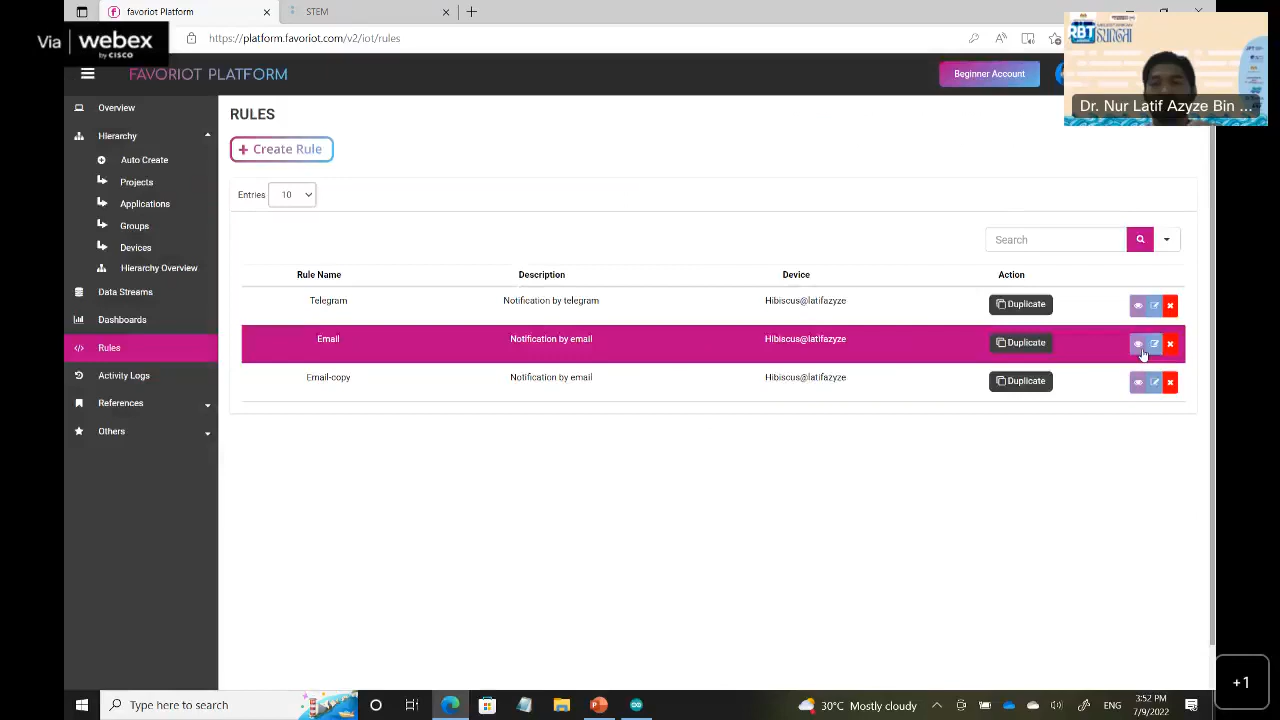 favoriot Platform
STEM
Via webex
by CISCO
https://platform.favoriot.com/v2/iot/rules
FAVORIOT PLATFORM
Beginner Account
RBT
Dr. Nur Latif Azyze Bin ...
Overview
Hierarchy
Auto Create
Projects
Applications
Groups
Devices
Hierarchy Overview
Data Streams
Dashboards
Rules
Activity Logs
References
Others
RULES
+ Create Rule
Entries 10
Search
Rule Name Description Device Action
Telegram Notification by telegram Hibiscus@latifazyze Duplicate
Email Notification by email Hibiscus@latifazyze Duplicate
Email-copy Notification by email Hibiscus@latifazyze Duplicate
+1
Type here to search
30°C Mostly cloudy
ENG
3:52 PM
7/9/2022